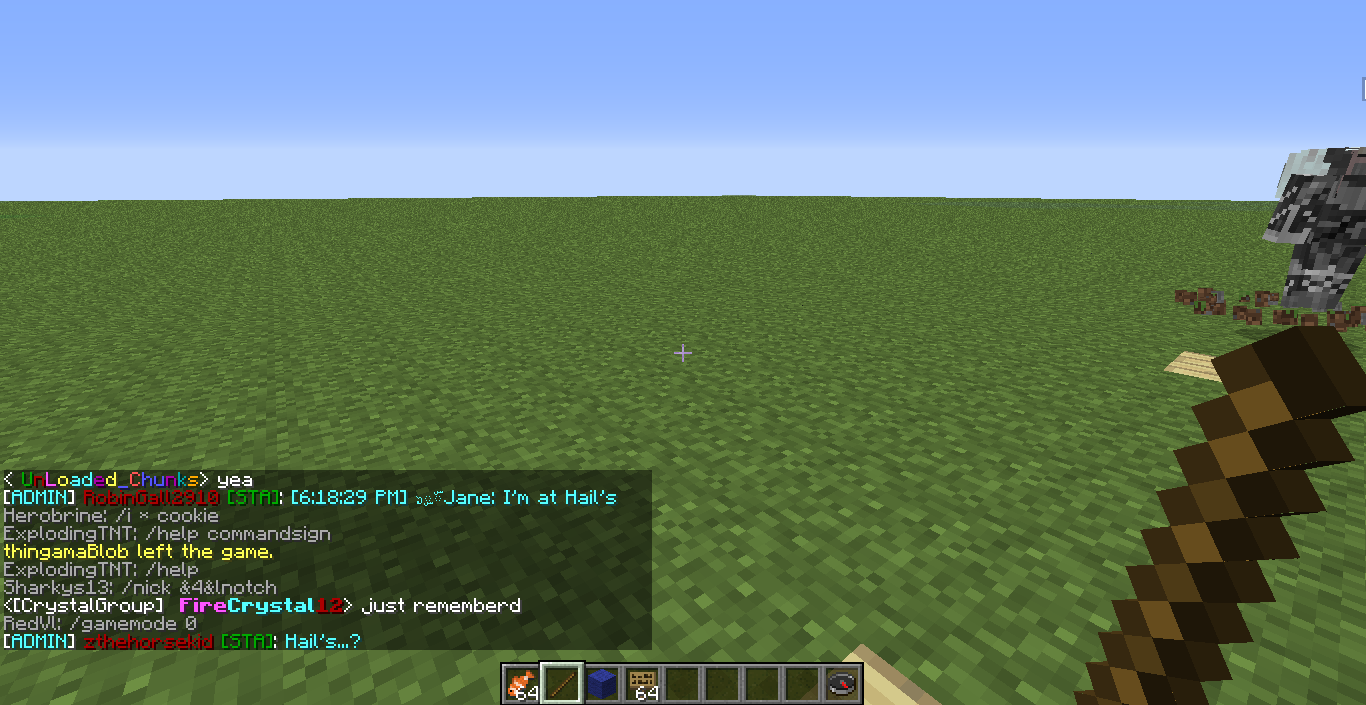 < UnLoaded_Chunks> yea
[ADMIN] RobinGall2910 [STA]: [6:18:29 PM] Jane: I'm at Hail's
Herobrine: /i * cookie
ExplodingTNT: /help commandsign
thingamaBlob left the game.
ExplodingTNT: /help
Sharkys13: /nick &4&lnotch
<[CrystalGroup] FireCrystal12> just rememberd
RedVl: /gamemode 0
[ADMIN] zthehorsekid [STA]: Hail's...?
64
64